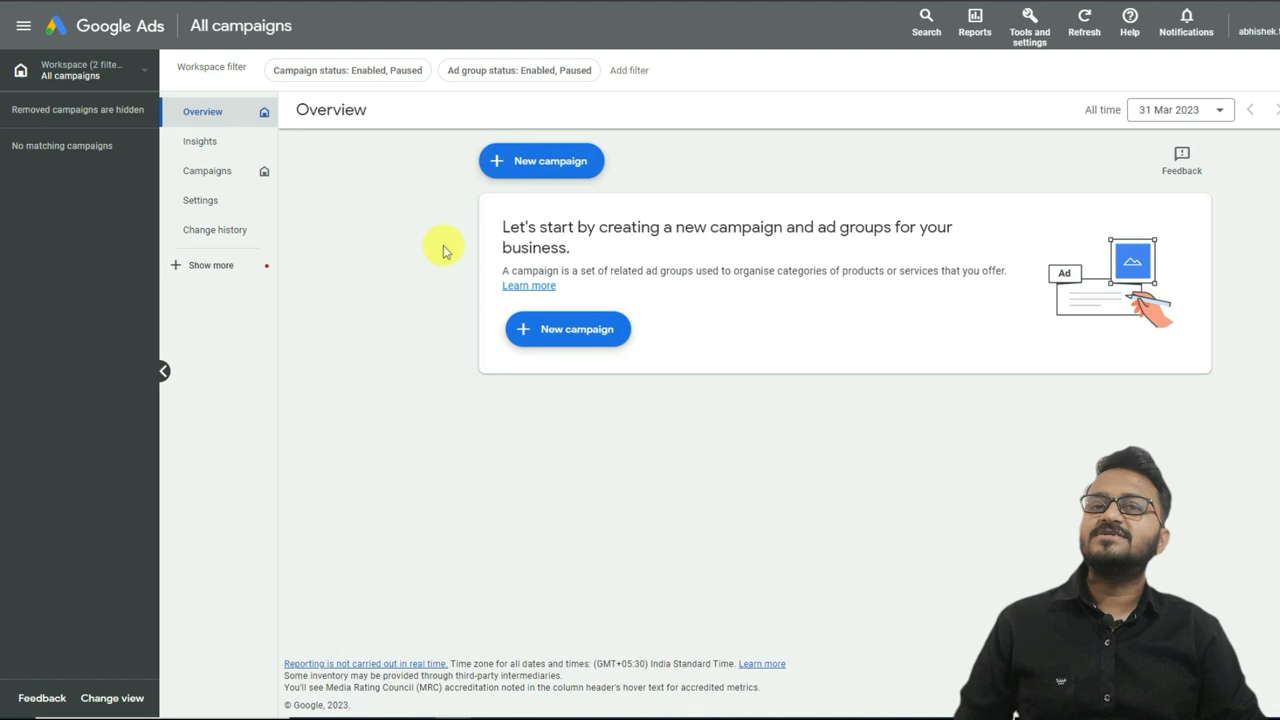 Google Ads
All campaigns
Search
Reports
Tools and
settings
Refresh
Help
Notifications
Workspace (2 filte...
All campaigns
Removed campaigns are hidden
No matching campaigns
Workspace filter
Campaign status: Enabled, Paused
Ad group status: Enabled, Paused
Add filter
Overview
Insights
Campaigns
Settings
Change history
Show more
Overview
All time
31 Mar 2023
New campaign
Feedback
Let's start by creating a new campaign and ad groups for your
business.
A campaign is a set of related ad groups used to organise categories of products or services that you offer.
Learn more
New campaign
Ad
Reporting is not carried out in real time. Time zone for all dates and times: (GMT+05:30) India Standard Time. Learn more
Some inventory may be provided through third-party intermediaries.
You'll see Media Rating Council (MRC) accreditation noted in the column header's hover text for accredited metrics.
© Google, 2023.
Feedback
Change view